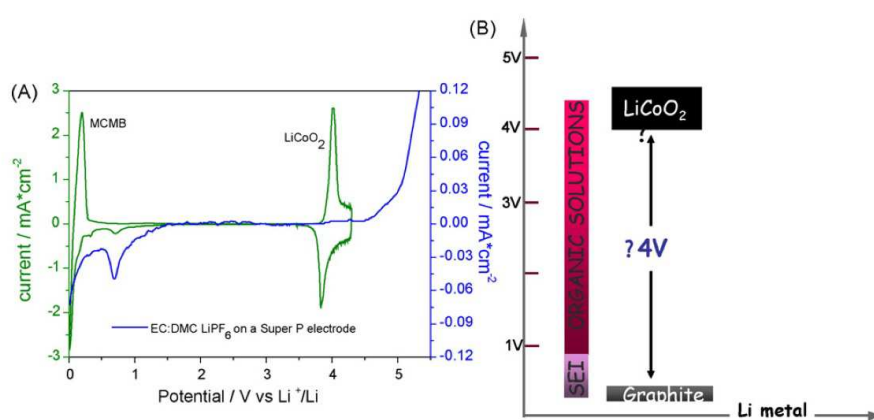 (A)
MCMB
LiCoO2
3
2
1
0
-1
-2
-3
current / mA*cm-2
0.12
0.09
0.06
0.03
0.00
-0.03
-0.06
-0.09
-0.12
current / mA*cm-2
EC:DMC LiPF6 on a Super P electrode
0 1 2 3 4 5
Potential / V vs Li +/Li
(B)
5V
4V
3V
1V
ORGANIC SOLUTIONS
SEI
LiCoO2
?
? 4V
Graphite
Li metal